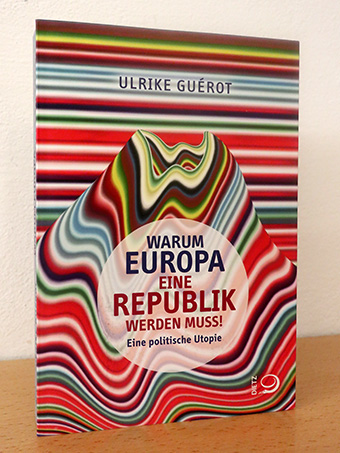 ULRIKE GUÉROT
WARUM
EUROPA
EINE
REPUBLIK
WERDEN MUSS!
Eine politische Utopie
DIETZ